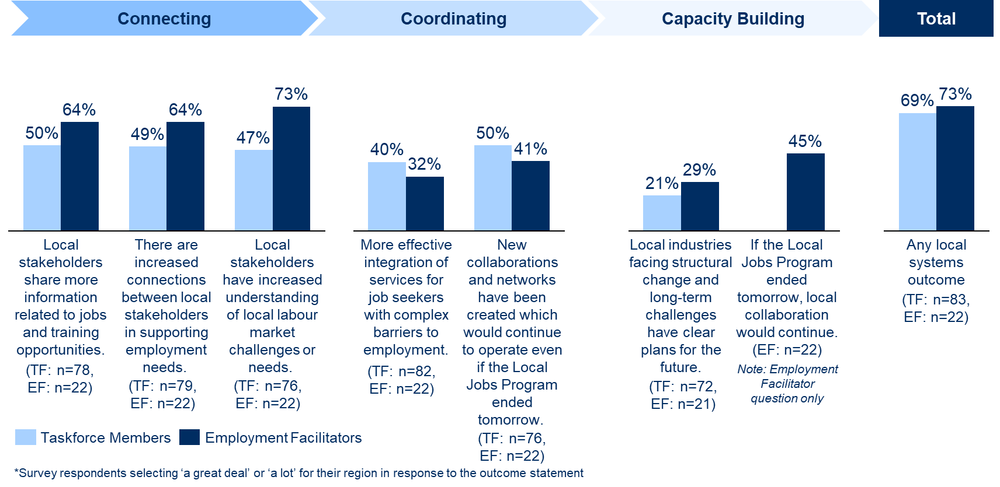 Connecting
Coordinating
Capacity Building
Total
50%
64%
49%
64%
47%
73%
40%
32%
50%
41%
21%
29%
45%
69%
73%
Local
stakeholders
share more
information
related to jobs
and training
opportunities.
(TF: n=78,
EF: n=22)
There are
increased
connections
between local
stakeholders
in supporting
employment
needs.
(TF: n=79,
EF: n=22)
Local
stakeholders
have increased
understanding
of local labour
market
challenges or
needs.
(TF: n=76,
EF: n=22)
More effective
integration of
services for
job seekers
with complex
barriers to
employment.
(TF: n=82,
EF: n=22)
New
collaborations
and networks
have been
created which
would continue
to operate even
if the Local
Jobs Program
ended
tomorrow.
(TF: n=76,
EF: n=22)
Local industries
facing structural
change and
long-term
challenges
have clear
plans for the
future.
(TF: n=72,
EF: n=21)
If the Local
Jobs Program
ended
tomorrow, local
collaboration
would continue.
(EF: n=22)
Note: Employment
Facilitator
question only
Any local
systems
outcome
(TF: n=83,
EF: n=22)
Taskforce Members
Employment Facilitators
*Survey respondents selecting ‘a great deal’ or ‘a lot’ for their region in response to the outcome statement